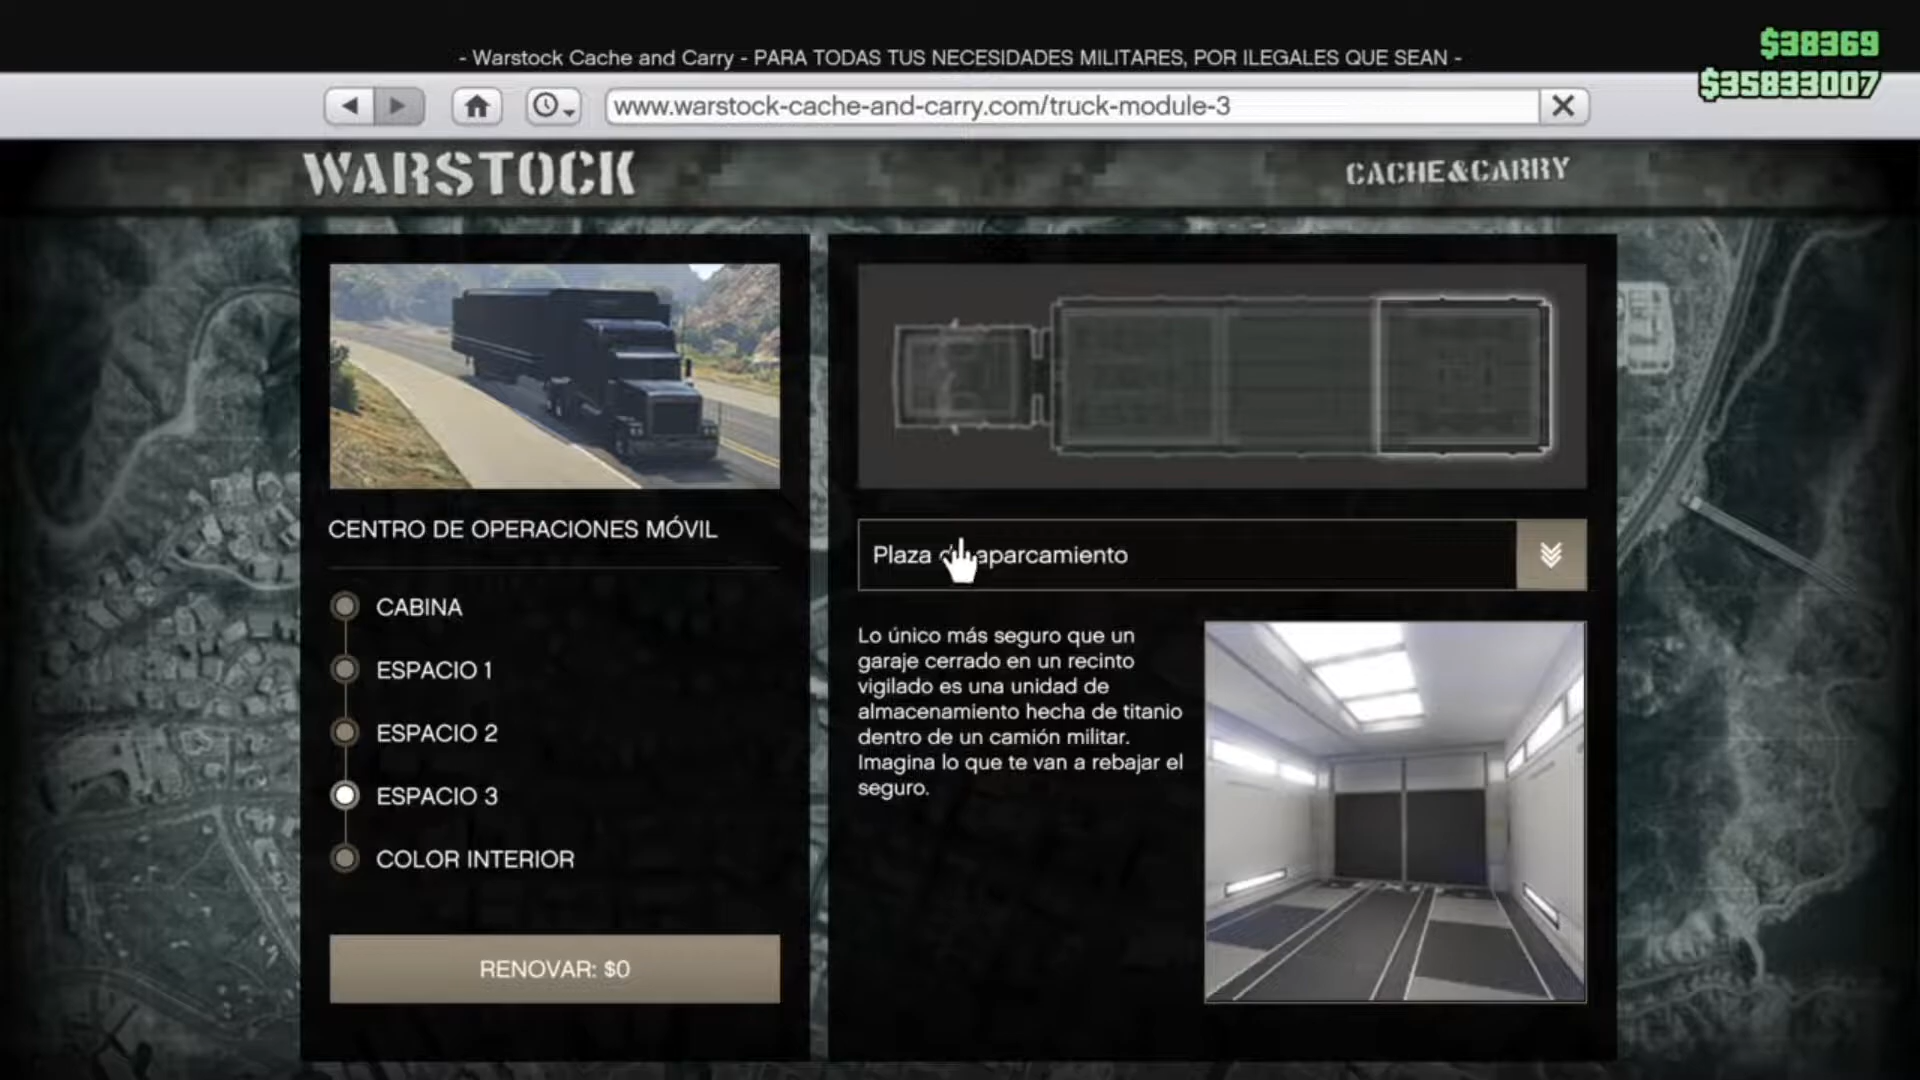 - Warstock Cache and Carry - PARA TODAS TUS NECESIDADES MILITARES, POR ILEGALES QUE SEAN -
$38369
$35833007
www.warstock-cache-and-carry.com/truck-module-3
WARSTOCK
CACHE&CARRY
CENTRO DE OPERACIONES MÓVIL
CABINA
ESPACIO 1
ESPACIO 2
ESPACIO 3
COLOR INTERIOR
RENOVAR: $0
Plaza aparcamiento
Lo único más seguro que un
garaje cerrado en un recinto
vigilado es una unidad de
almacenamiento hecha de titanio
dentro de un camión militar.
Imagina lo que te van a rebajar el
seguro.